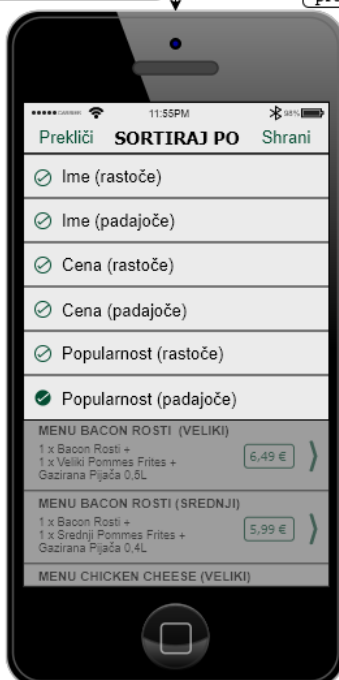 11:55PM 98%
Prekliči SORTIRAJ PO Shrani
Ime (rastoče)
Ime (padajoče)
Cena (rastoče)
Cena (padajoče)
Popularnost (rastoče)
Popularnost (padajoče)
MENU BACON ROSTI (VELIKI)
1 x Bacon Rosti +
1 x Veliki Pommes Frites +
Gazirana Pijača 0,5L
6,49 €
MENU BACON ROSTI (SREDNJI)
1 x Bacon Rosti +
1 x Srednji Pommes Frites +
Gazirana Pijača 0,4L
5,99 €
MENU CHICKEN CHEESE (VELIKI)